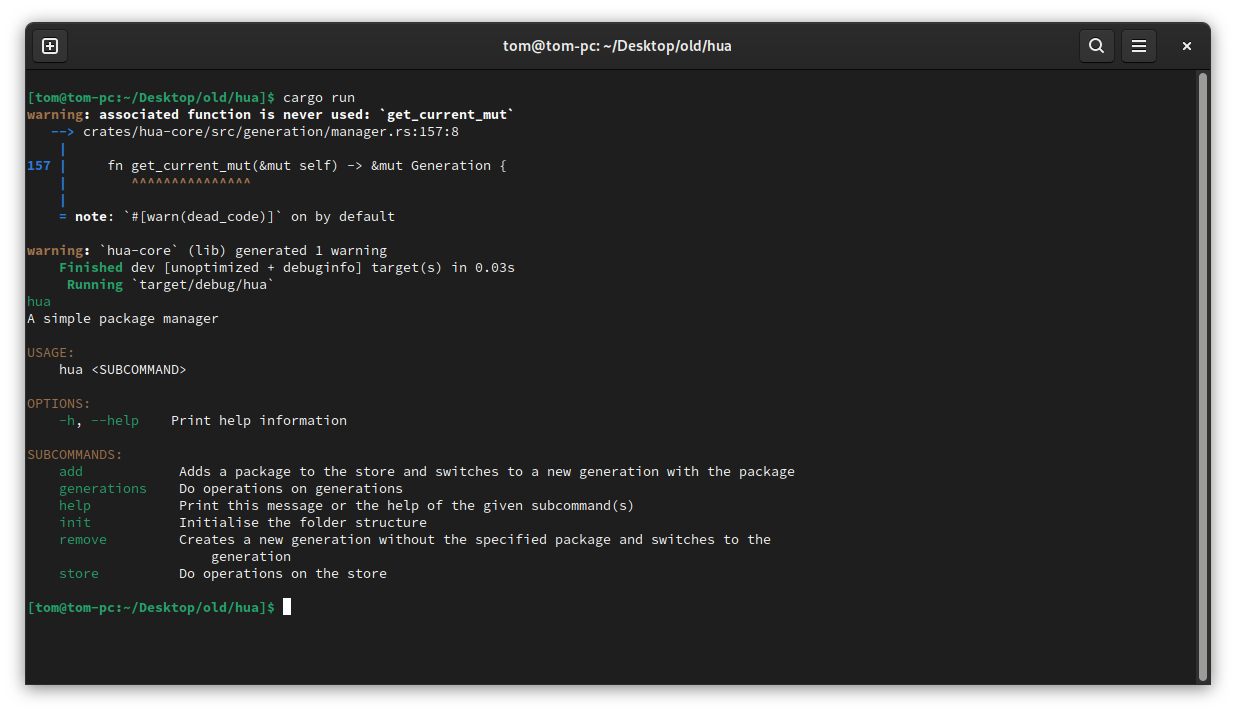 tom@tom-pc: ~/Desktop/old/hua
[tom@tom-pc:~/Desktop/old/hua]$ cargo run
warning: associated function is never used: `get_current_mut`
   --> crates/hua-core/src/generation/manager.rs:157:8
    |
157 |     fn get_current_mut(&mut self) -> &mut Generation {
    |        ^^^^^^^^^^^^^^^
    |
    = note: `#[warn(dead_code)]` on by default
warning: `hua-core` (lib) generated 1 warning
    Finished dev [unoptimized + debuginfo] target(s) in 0.03s
     Running `target/debug/hua`
hua
A simple package manager
USAGE:
    hua <SUBCOMMAND>
OPTIONS:
    -h, --help    Print help information
SUBCOMMANDS:
    add            Adds a package to the store and switches to a new generation with the package
    generations    Do operations on generations
    help           Print this message or the help of the given subcommand(s)
    init           Initialise the folder structure
    remove         Creates a new generation without the specified package and switches to the
                       generation
    store          Do operations on the store
[tom@tom-pc:~/Desktop/old/hua]$